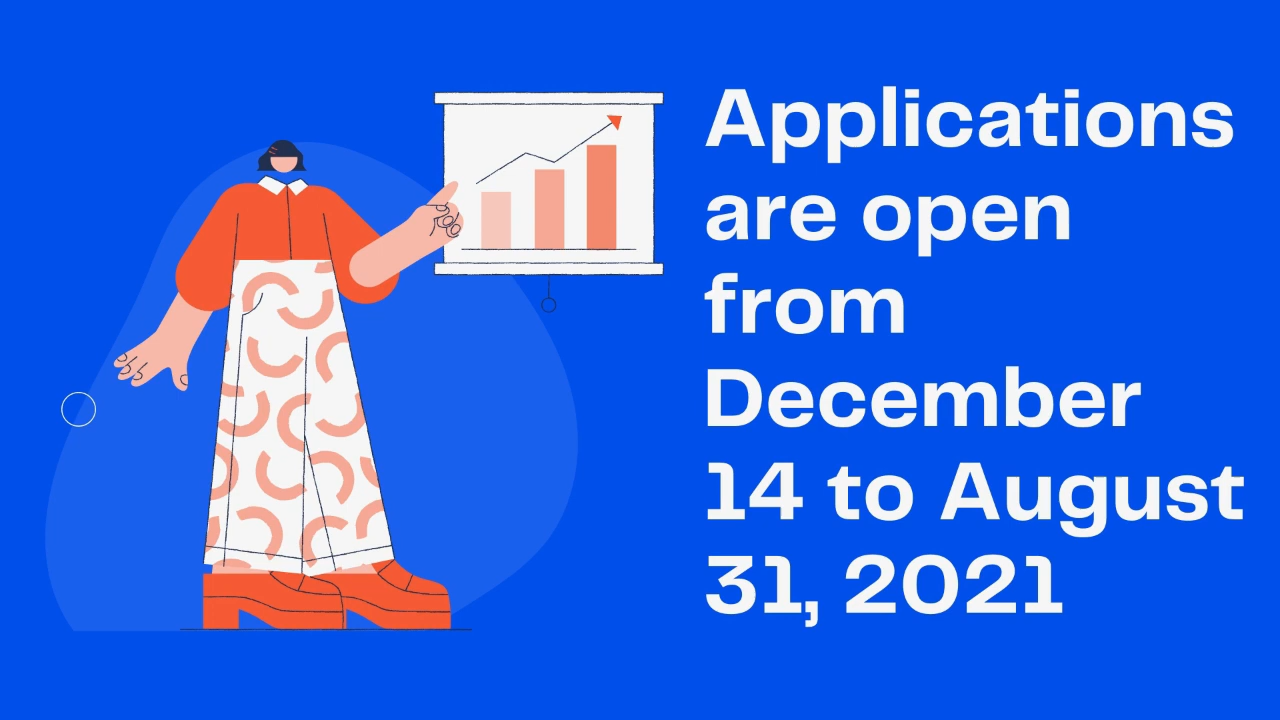 Applications
are open
from
December
14 to August
31, 2021